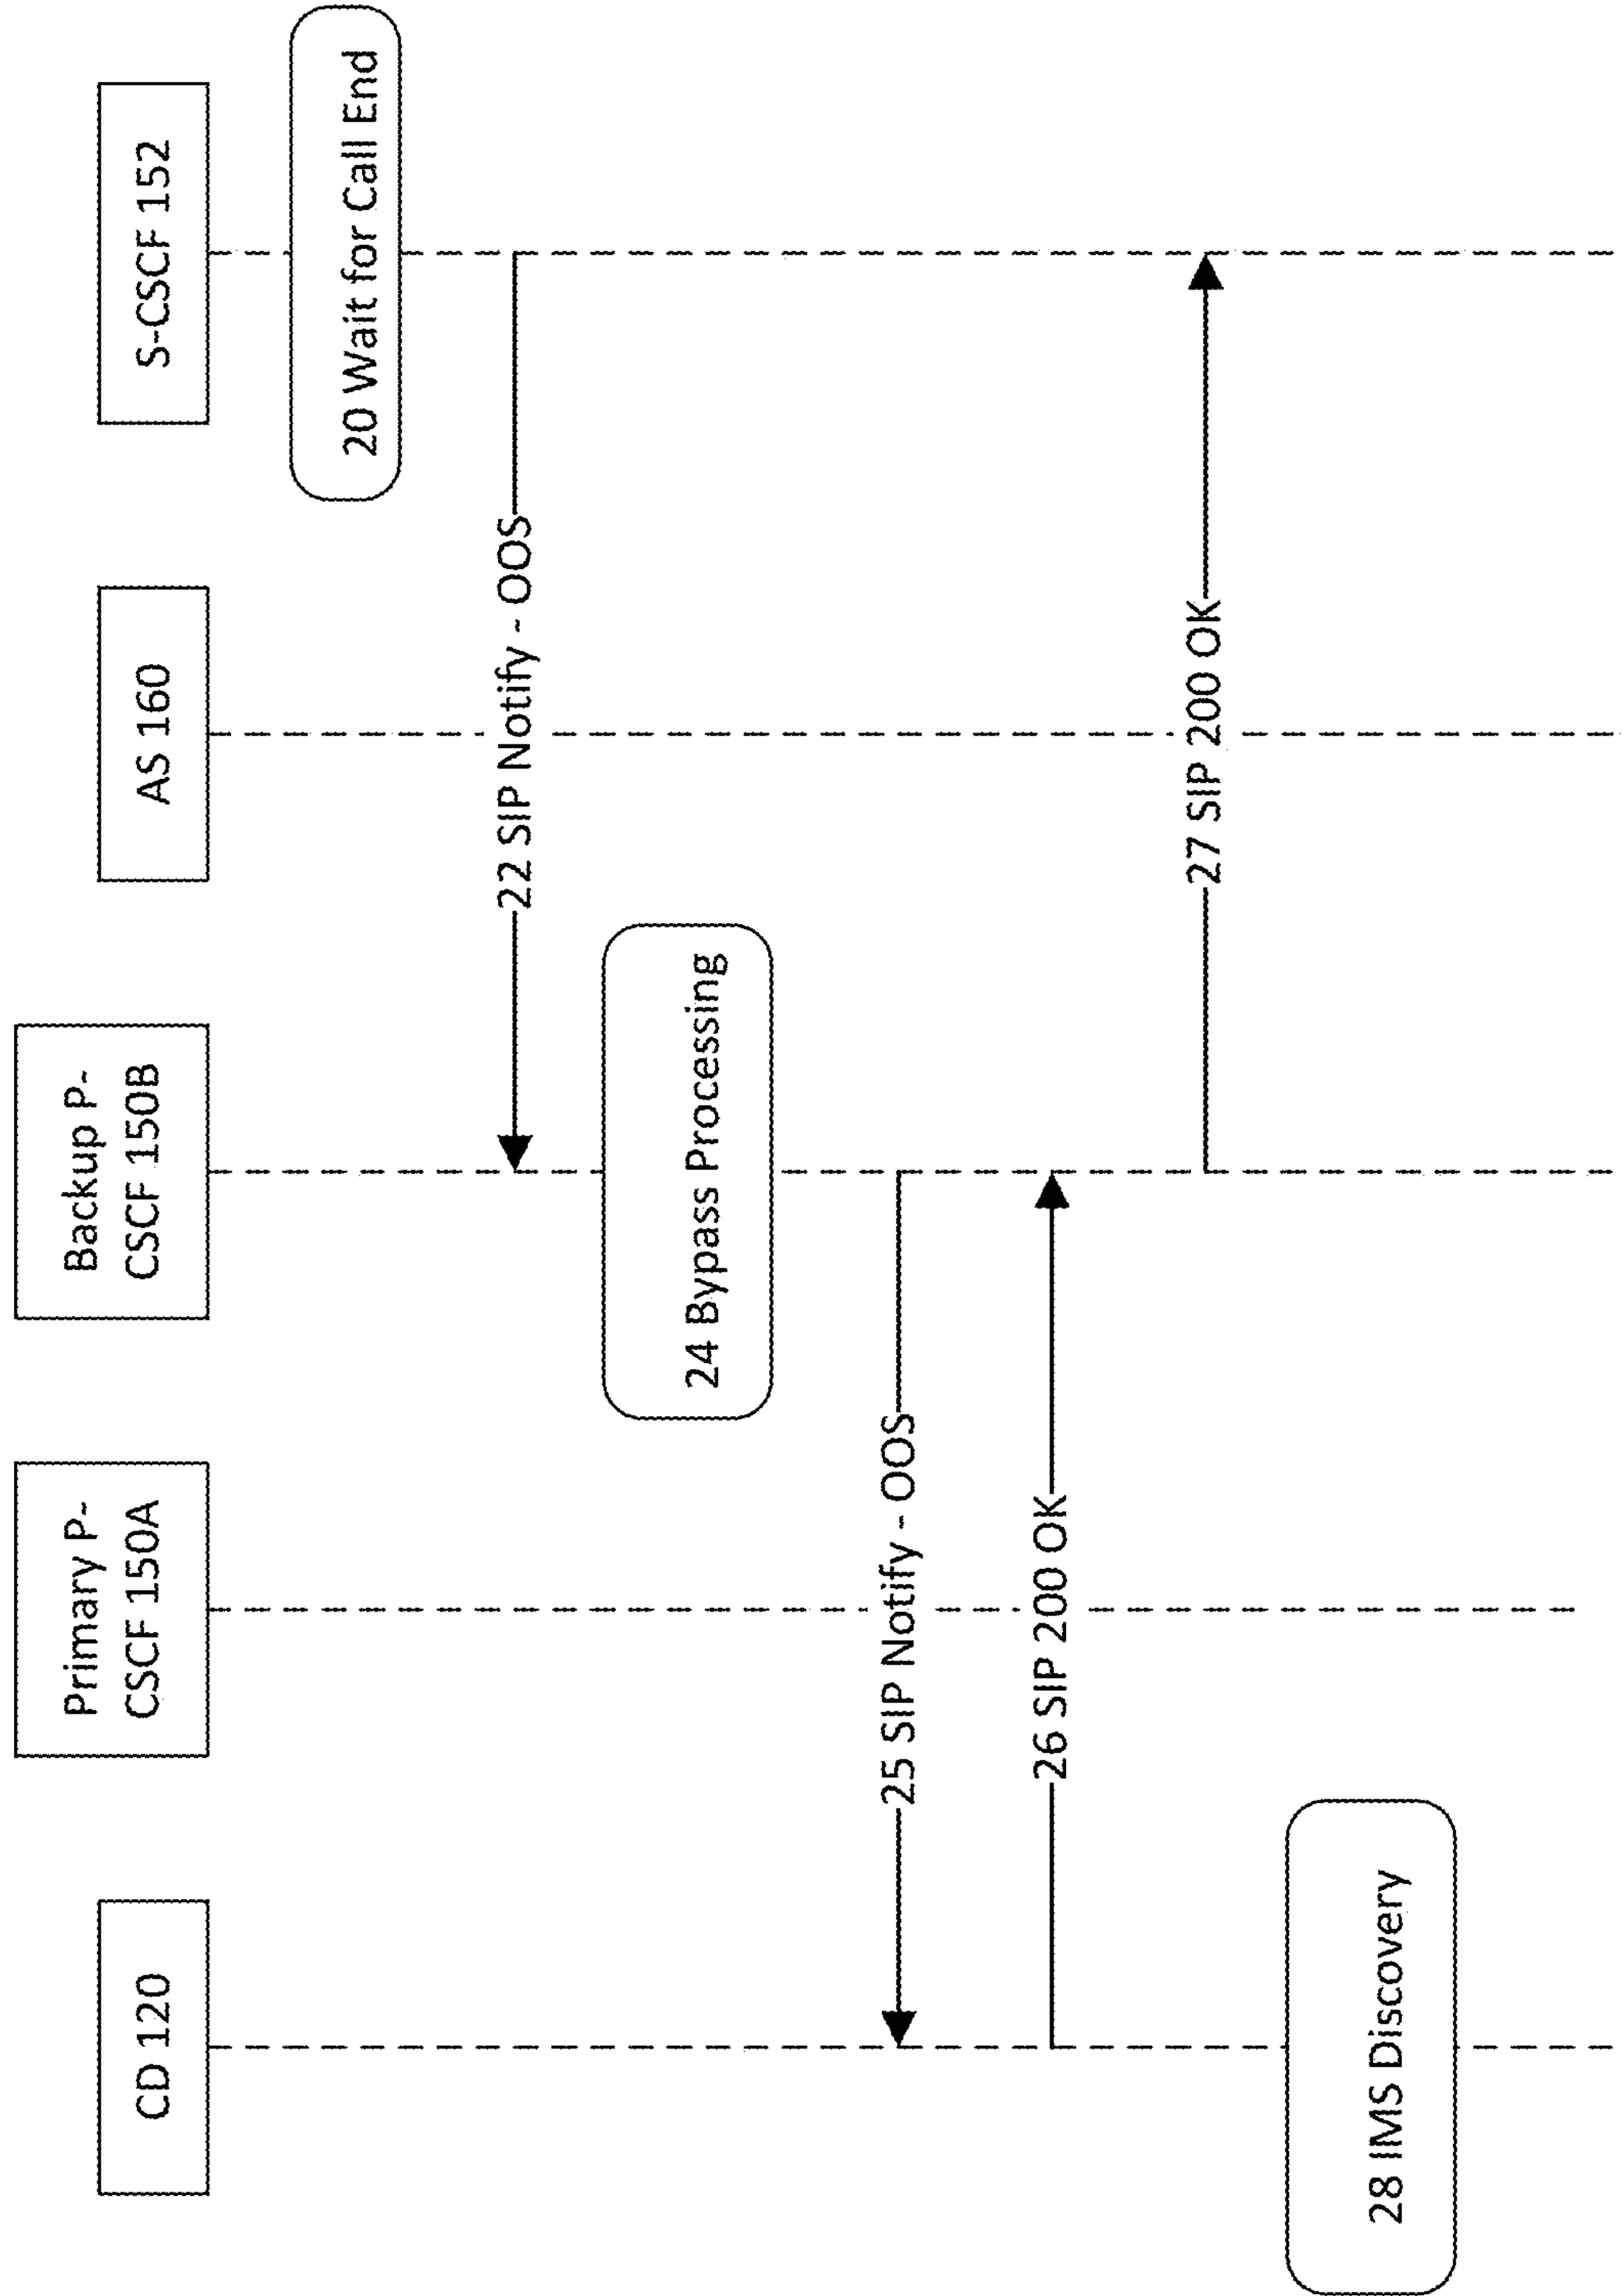 CD 120
Primary P-
CSCF 150A
Backup P-
CSCF 150B
AS 160
S-CSCF 152
20 Wait for Call End
22 SIP Notify - OOS
24 Bypass Processing
25 SIP Notify - OOS
26 SIP 200 OK
27 SIP 200 OK
28 IMS Discovery